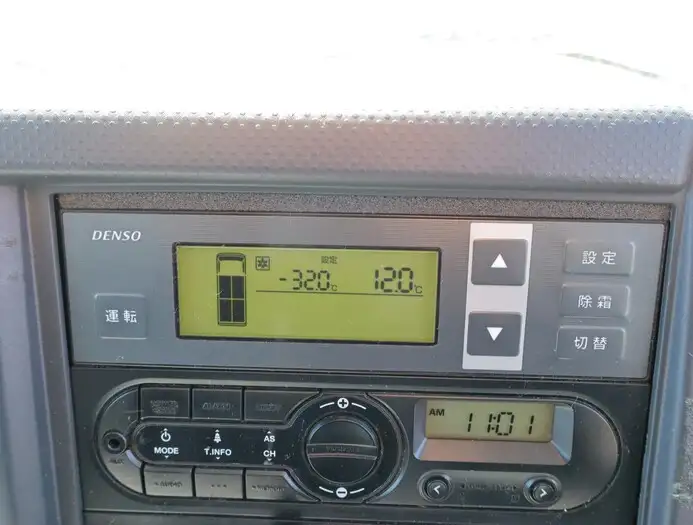 DENSO
設定
-32.0℃ 12.0℃
運転
▲
▼
設定
除霜
切替
MODE
T.INFO
AS
CH
AM 11:01